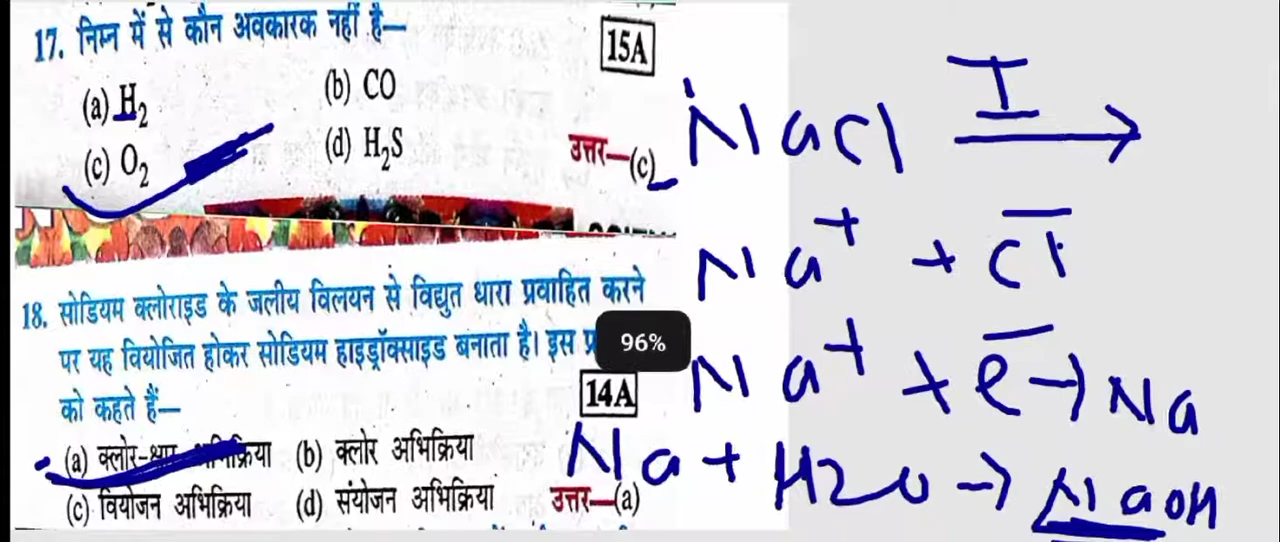 17. निम्न में से कौन अवकारक नहीं है—
15A
(a) H₂ (b) CO
(c) O₂ (d) H₂S
उत्तर—(c)
18. सोडियम क्लोराइड के जलीय विलयन से विद्युत धारा प्रवाहित करने
पर यह वियोजित होकर सोडियम हाइड्रॉक्साइड बनाता है। इस
96%
को कहते हैं—
14A
(a) क्लोर-क्षार अभिक्रिया (b) क्लोर अभिक्रिया
(c) वियोजन अभिक्रिया (d) संयोजन अभिक्रिया
उत्तर—(a)
NaCl I →
Na⁺ + Cl⁻
Na⁺ + e⁻ → Na
Na + H2O → NaOH